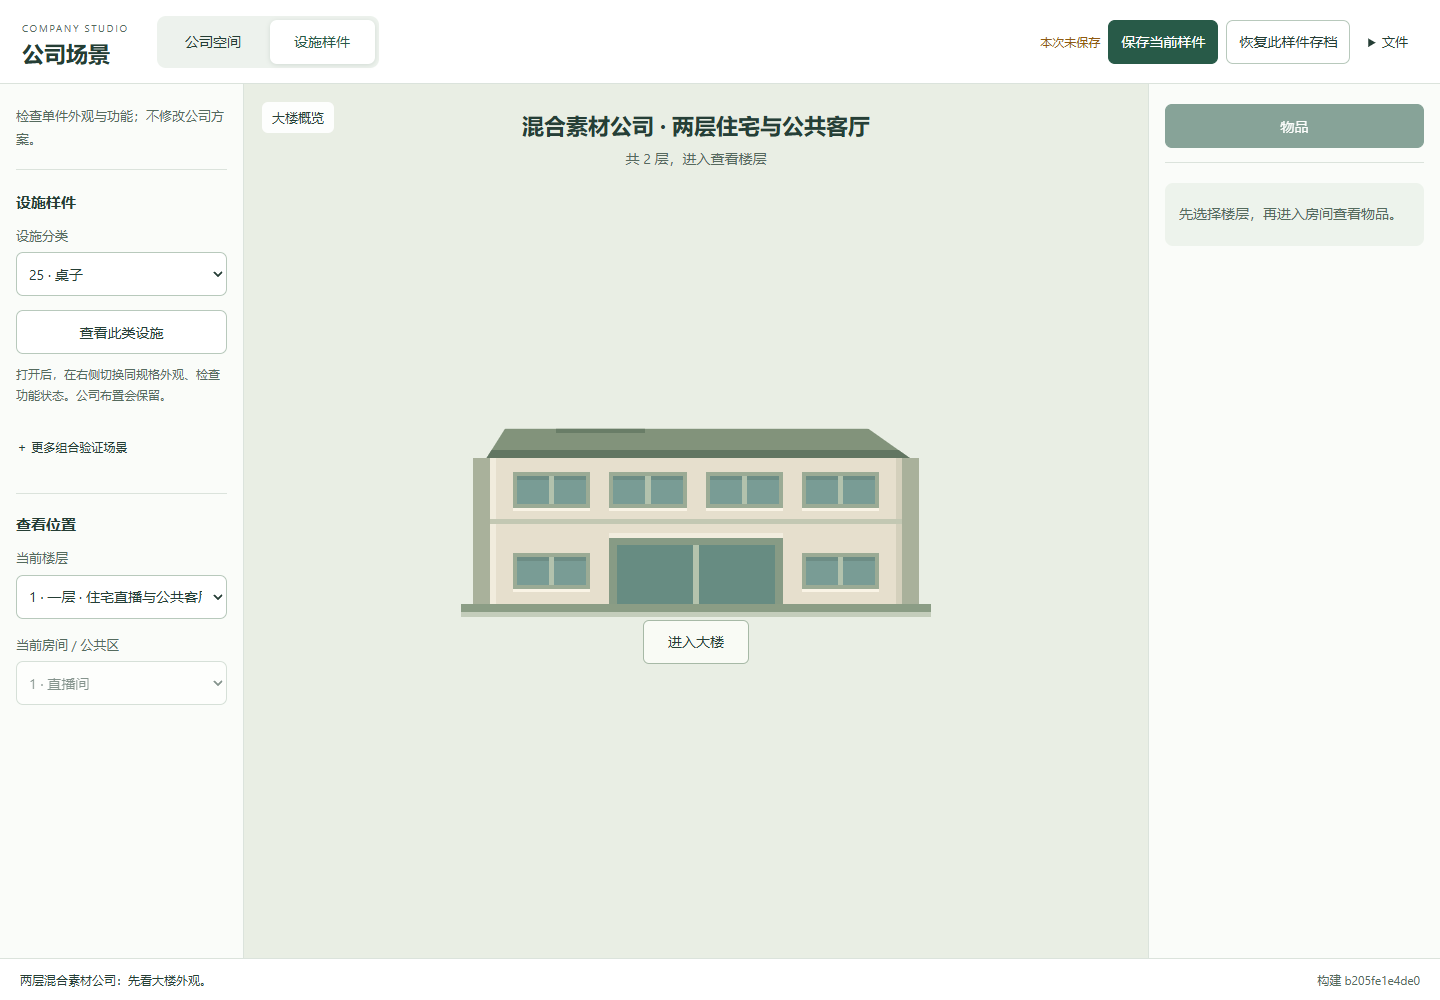 COMPANY STUDIO
公司场景
公司空间
设施样件
本次未保存
保存当前样件
恢复此样件存档
▶ 文件
检查单件外观与功能；不修改公司方
案。
设施样件
设施分类
25 · 桌子
查看此类设施
打开后，在右侧切换同规格外观、检查
功能状态。公司布置会保留。
+ 更多组合验证场景
查看位置
当前楼层
1 · 一层 · 住宅直播与公共客
当前房间 / 公共区
1 · 直播间
大楼概览
混合素材公司 · 两层住宅与公共客厅
共 2 层，进入查看楼层
进入大楼
物品
先选择楼层，再进入房间查看物品。
两层混合素材公司：先看大楼外观。
构建 b205fe1e4de0